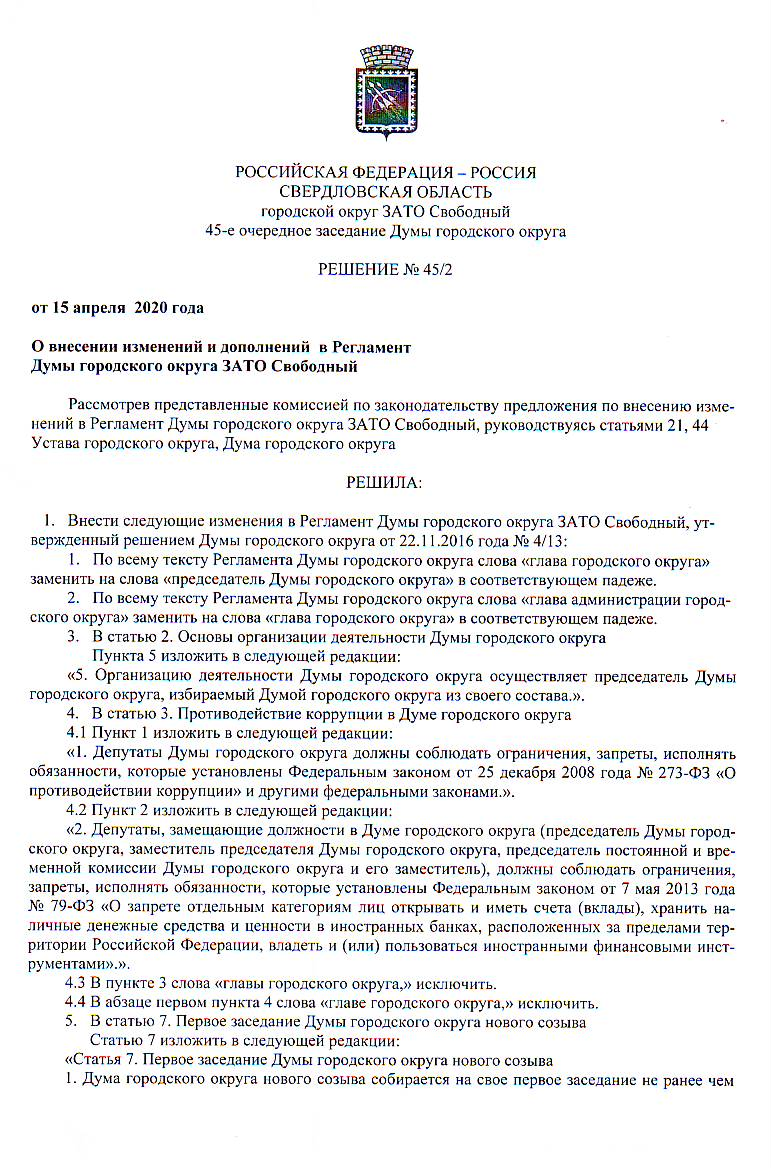 РОССИЙСКАЯ ФЕДЕРАЦИЯ – РОССИЯ
СВЕРДЛОВСКАЯ ОБЛАСТЬ
городской округ ЗАТО Свободный
45-е очередное заседание Думы городского округа
РЕШЕНИЕ № 45/2
от 15 апреля 2020 года
О внесении изменений и дополнений в Регламент
Думы городского округа ЗАТО Свободный
Рассмотрев представленные комиссией по законодательству предложения по внесению изме-
нений в Регламент Думы городского округа ЗАТО Свободный, руководствуясь статьями 21, 44
Устава городского округа, Дума городского округа
РЕШИЛА:
1. Внести следующие изменения в Регламент Думы городского округа ЗАТО Свободный, ут-
вержденный решением Думы городского округа от 22.11.2016 года № 4/13:
1. По всему тексту Регламента Думы городского округа слова «глава городского округа»
заменить на слова «председатель Думы городского округа» в соответствующем падеже.
2. По всему тексту Регламента Думы городского округа слова «глава администрации город-
ского округа» заменить на слова «глава городского округа» в соответствующем падеже.
3. В статью 2. Основы организации деятельности Думы городского округа
Пункта 5 изложить в следующей редакции:
«5. Организацию деятельности Думы городского округа осуществляет председатель Думы
городского округа, избираемый Думой городского округа из своего состава.».
4. В статью 3. Противодействие коррупции в Думе городского округа
4.1 Пункт 1 изложить в следующей редакции:
«1. Депутаты Думы городского округа должны соблюдать ограничения, запреты, исполнять
обязанности, которые установлены Федеральным законом от 25 декабря 2008 года № 273-ФЗ «О
противодействии коррупции» и другими федеральными законами.».
4.2 Пункт 2 изложить в следующей редакции:
«2. Депутаты, замещающие должности в Думе городского округа (председатель Думы город-
ского округа, заместитель председателя Думы городского округа, председатель постоянной и вре-
менной комиссии Думы городского округа и его заместитель), должны соблюдать ограничения,
запреты, исполнять обязанности, которые установлены Федеральным законом от 7 мая 2013 года
№ 79-ФЗ «О запрете отдельным категориям лиц открывать и иметь счета (вклады), хранить на-
личные денежные средства и ценности в иностранных банках, расположенных за пределами тер-
ритории Российской Федерации, владеть и (или) пользоваться иностранными финансовыми инст-
рументами».».
4.3 В пункте 3 слова «главы городского округа,» исключить.
4.4 В абзаце первом пункта 4 слова «главе городского округа,» исключить.
5. В статью 7. Первое заседание Думы городского округа нового созыва
Статью 7 изложить в следующей редакции:
«Статья 7. Первое заседание Думы городского округа нового созыва
1. Дума городского округа нового созыва собирается на свое первое заседание не ранее чем